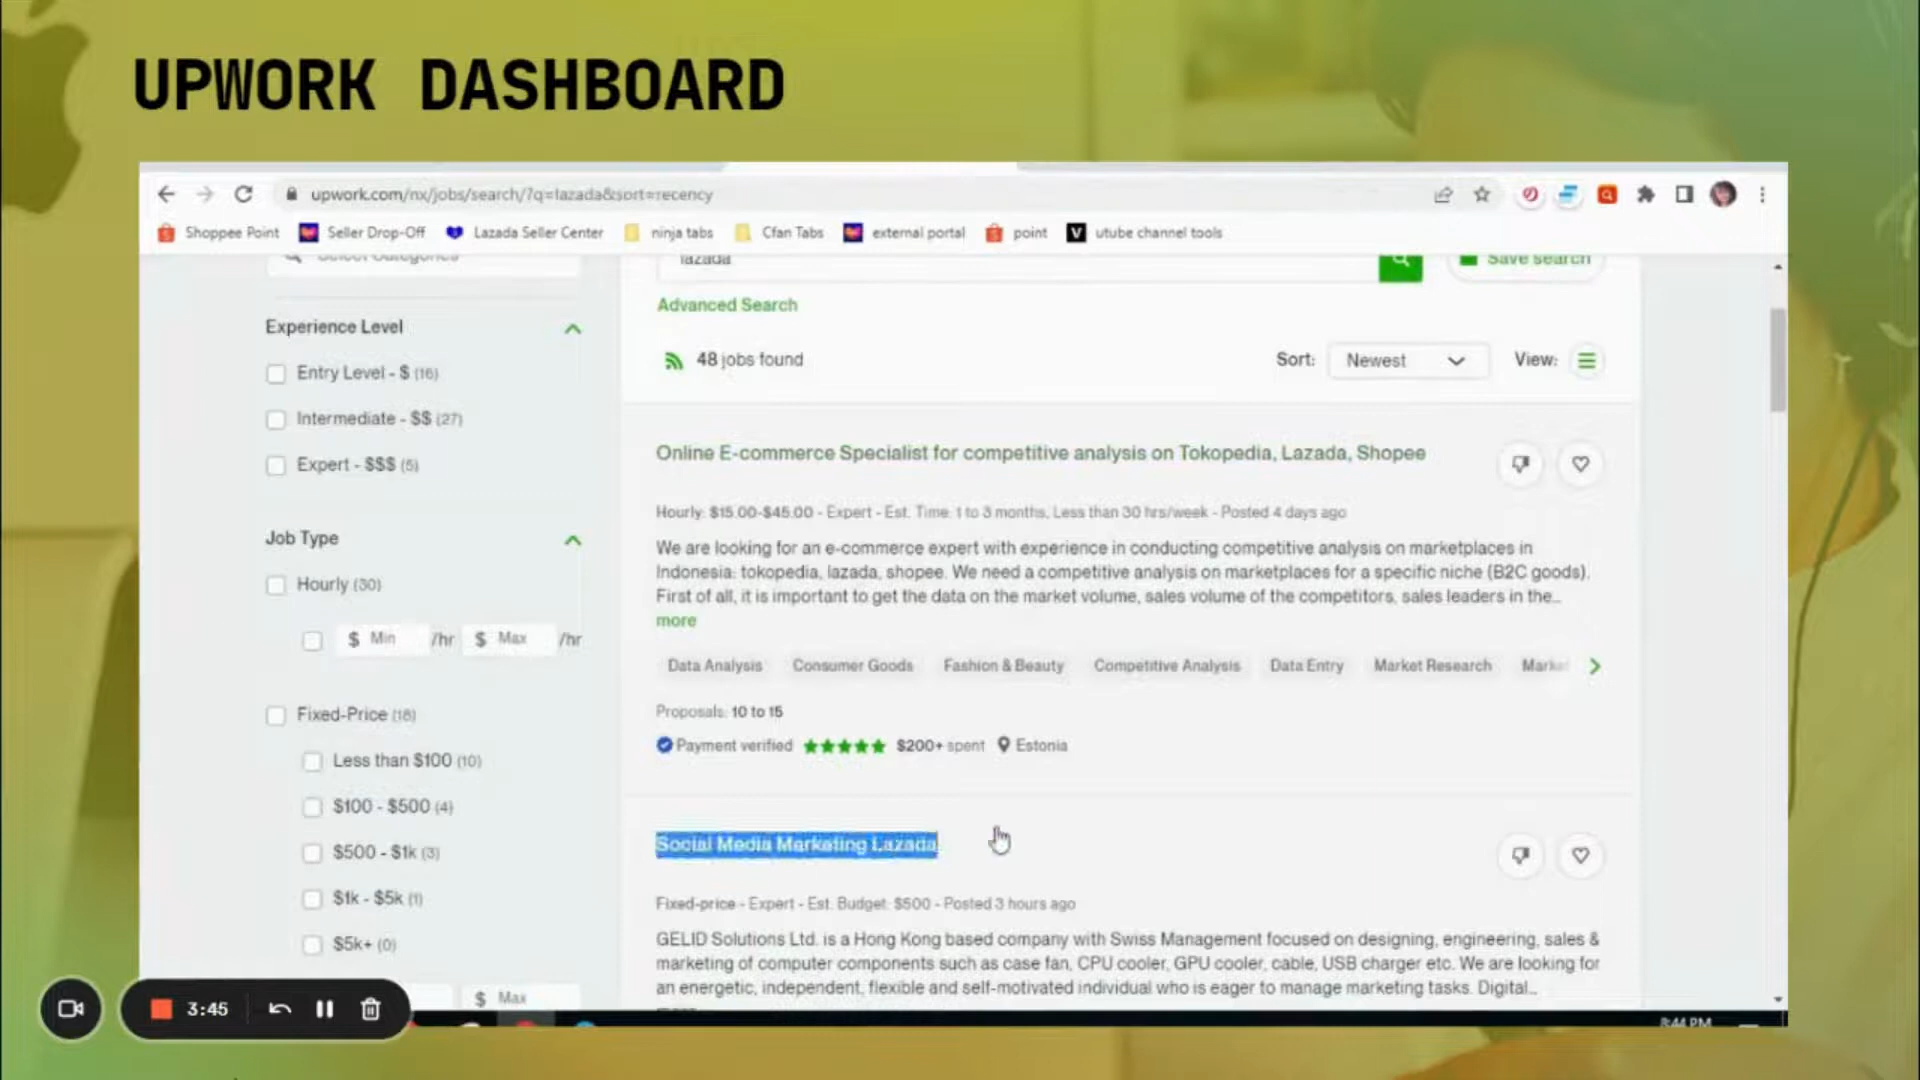 UPWORK DASHBOARD
upwork.com/nx/jobs/search/?q=lazada&sort=recency
Shoppee Point Seller Drop-Off Lazada Seller Center ninja tabs Cfan Tabs external portal point utube channel tools
Select Categories
lazada
Save search
Advanced Search
Experience Level
Entry Level - $ (16)
Intermediate - $$ (27)
Expert - $$$ (5)
Job Type
Hourly (30)
$ Min /hr $ Max /hr
Fixed-Price (18)
Less than $100 (10)
$100 - $500 (4)
$500 - $1k (3)
$1k - $5k (1)
$5k+ (0)
$ Max
48 jobs found
Sort: Newest View:
Online E-commerce Specialist for competitive analysis on Tokopedia, Lazada, Shopee
Hourly: $15.00-$45.00 - Expert - Est. Time: 1 to 3 months, Less than 30 hrs/week - Posted 4 days ago
We are looking for an e-commerce expert with experience in conducting competitive analysis on marketplaces in
Indonesia: tokopedia, lazada, shopee. We need a competitive analysis on marketplaces for a specific niche (B2C goods).
First of all, it is important to get the data on the market volume, sales volume of the competitors, sales leaders in the...
more
Data Analysis Consumer Goods Fashion & Beauty Competitive Analysis Data Entry Market Research
Proposals: 10 to 15
Payment verified $200+ spent Estonia
Social Media Marketing Lazada
Fixed-price - Expert - Est. Budget: $500 - Posted 3 hours ago
GELID Solutions Ltd. is a Hong Kong based company with Swiss Management focused on designing, engineering, sales &
marketing of computer components such as case fan, CPU cooler, GPU cooler, cable, USB charger etc. We are looking for
an energetic, independent, flexible and self-motivated individual who is eager to manage marketing tasks. Digital...
3:45
8:44 PM